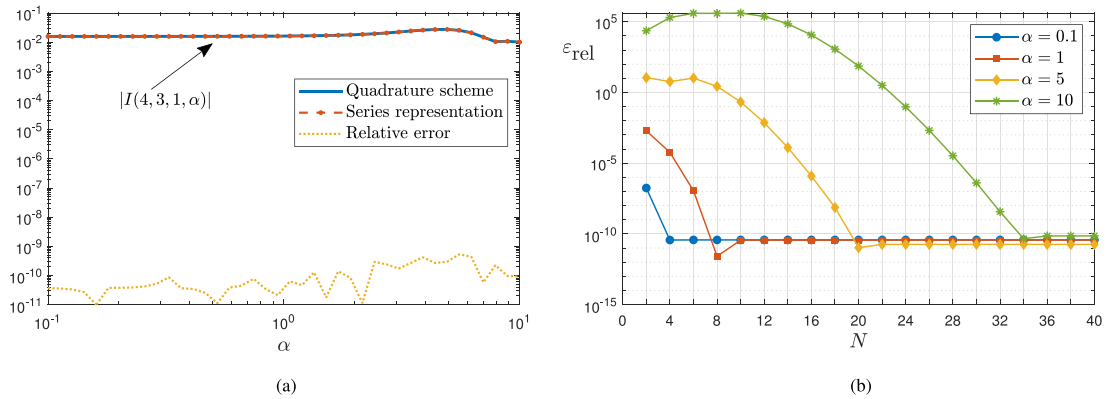 10^-1
10^-2
10^-3
10^-4
10^-5
10^-6
10^-7
10^-8
10^-9
10^-10
10^-11
10^-1
10^0
10^1
α
|I(4, 3, 1, α)|
Quadrature scheme
Series representation
Relative error
(a)
ε_rel
10^5
10^0
10^-5
10^-10
10^-15
0 4 8 12 16 20 24 28 32 36 40
N
α = 0.1
α = 1
α = 5
α = 10
(b)